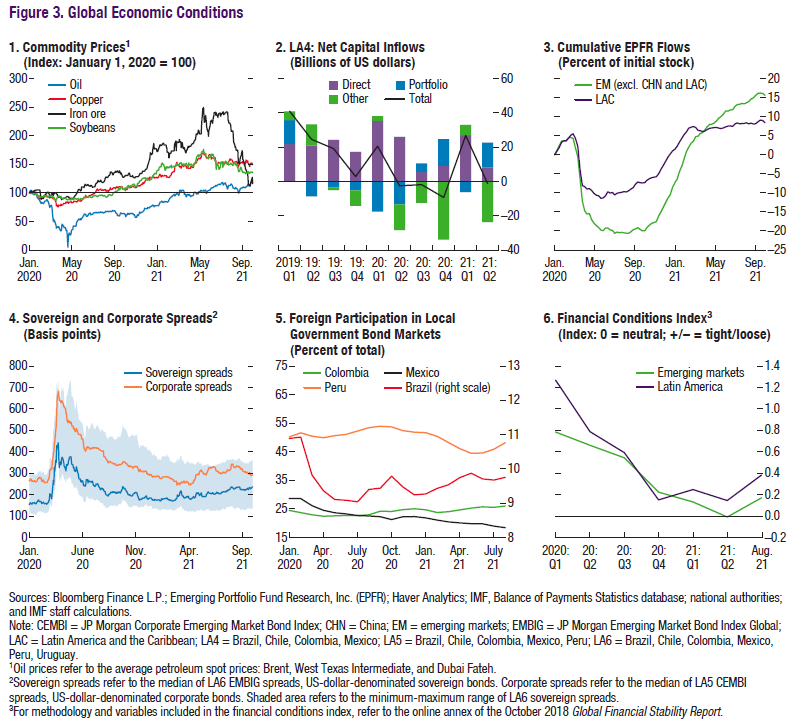 Figure 3. Global Economic Conditions
1. Commodity Prices1
(Index: January 1, 2020 = 100)
300
250
200
150
100
50
0
Oil
Copper
Iron ore
Soybeans
Jan. May Sep. Jan. May Sep.
2020 20 20 21 21 21
2. LA4: Net Capital Inflows
(Billions of US dollars)
Direct Portfolio
Other Total
60
40
20
0
–20
–40
2019: 19: 19: 19: 20: 20: 20: 20: 21: 21:
Q1 Q2 Q3 Q4 Q1 Q2 Q3 Q4 Q1 Q2
3. Cumulative EPFR Flows
(Percent of initial stock)
EM (excl. CHN and LAC)
LAC
20
15
10
5
0
–5
–10
–15
–20
–25
Jan. May Sep. Jan. May Sep.
2020 20 20 21 21 21
4. Sovereign and Corporate Spreads2
(Basis points)
800
700
600
500
400
300
200
100
0
Sovereign spreads
Corporate spreads
Jan. June Nov. Apr. Sep.
2020 20 20 21 21
5. Foreign Participation in Local
Government Bond Markets
(Percent of total)
75
65
55
45
35
25
15
Colombia Mexico
Peru Brazil (right scale)
13
12
11
10
9
8
Jan. Apr. July Oct. Jan. Apr. July
2020 20 20 20 21 21 21
6. Financial Conditions Index3
(Index: 0 = neutral; +/– = tight/loose)
Emerging markets
Latin America
1.4
1.2
1.0
0.8
0.6
0.4
0.2
0.0
–0.2
2020: 20: 20: 20: 21: 21: Aug.
Q1 Q2 Q3 Q4 Q1 Q2 21
Sources: Bloomberg Finance L.P.; Emerging Portfolio Fund Research, Inc. (EPFR); Haver Analytics; IMF, Balance of Payments Statistics database; national authorities;
and IMF staff calculations.
Note: CEMBI = JP Morgan Corporate Emerging Market Bond Index; CHN = China; EM = emerging markets; EMBIG = JP Morgan Emerging Market Bond Index Global;
LAC = Latin America and the Caribbean; LA4 = Brazil, Chile, Colombia, Mexico; LA5 = Brazil, Chile, Colombia, Mexico, Peru; LA6 = Brazil, Chile, Colombia, Mexico,
Peru, Uruguay.
1Oil prices refer to the average petroleum spot prices: Brent, West Texas Intermediate, and Dubai Fateh.
2Sovereign spreads refer to the median of LA6 EMBIG spreads, US-dollar-denominated sovereign bonds. Corporate spreads refer to the median of LA5 CEMBI
spreads, US-dollar-denominated corporate bonds. Shaded area refers to the minimum-maximum range of LA6 sovereign spreads.
3For methodology and variables included in the financial conditions index, refer to the online annex of the October 2018 Global Financial Stability Report.